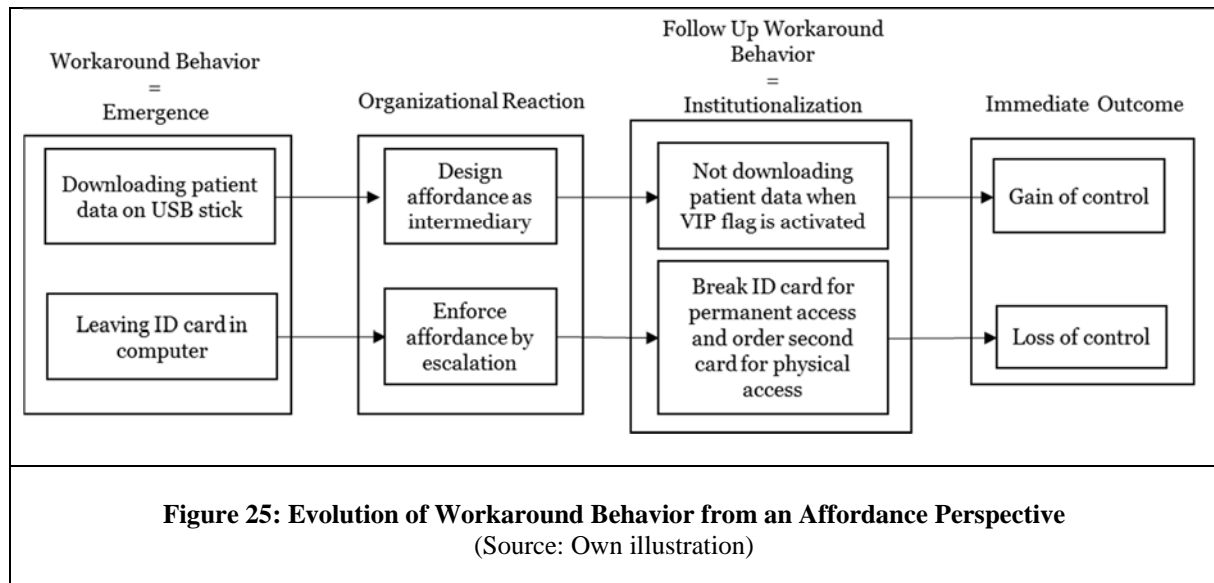 Workaround Behavior
=
Emergence
Organizational Reaction
Follow Up Workaround
Behavior
=
Institutionalization
Immediate Outcome
Downloading patient
data on USB stick
Design
affordance as
intermediary
Not downloading
patient data when
VIP flag is activated
Gain of control
Leaving ID card in
computer
Enforce
affordance by
escalation
Break ID card for
permanent access
and order second
card for physical
access
Loss of control
Figure 25: Evolution of Workaround Behavior from an Affordance Perspective
(Source: Own illustration)